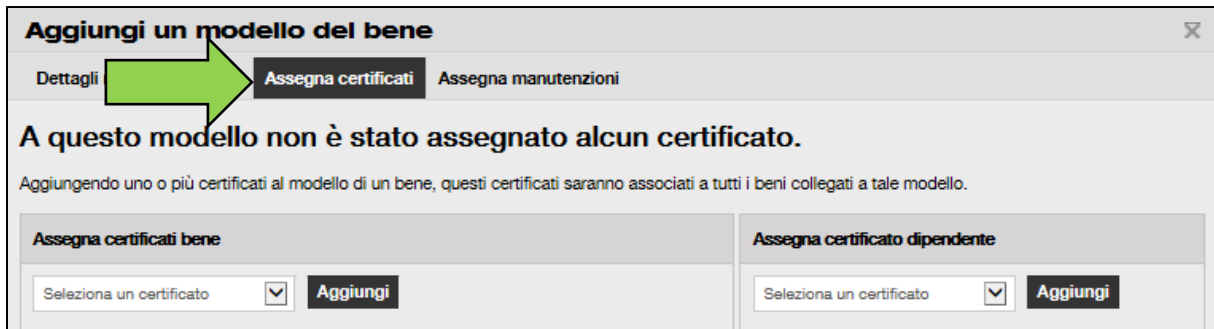 Aggiungi un modello del bene
Dettagli Assegna certificati Assegna manutenzioni
A questo modello non è stato assegnato alcun certificato.
Aggiungendo uno o più certificati al modello di un bene, questi certificati saranno associati a tutti i beni collegati a tale modello.
Assegna certificati bene
Seleziona un certificato Aggiungi
Assegna certificato dipendente
Seleziona un certificato Aggiungi